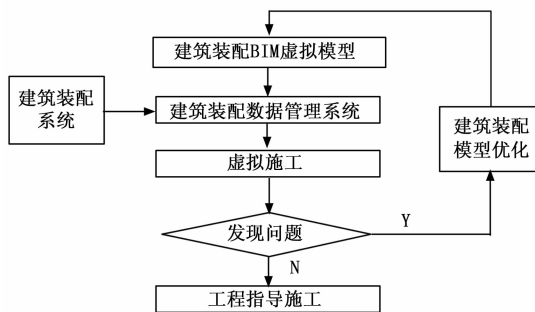 建筑装配BIM虚拟模型
建筑装配
系统
建筑装配数据管理系统
建筑装配
模型优化
虚拟施工
发现问题
Y
N
工程指导施工